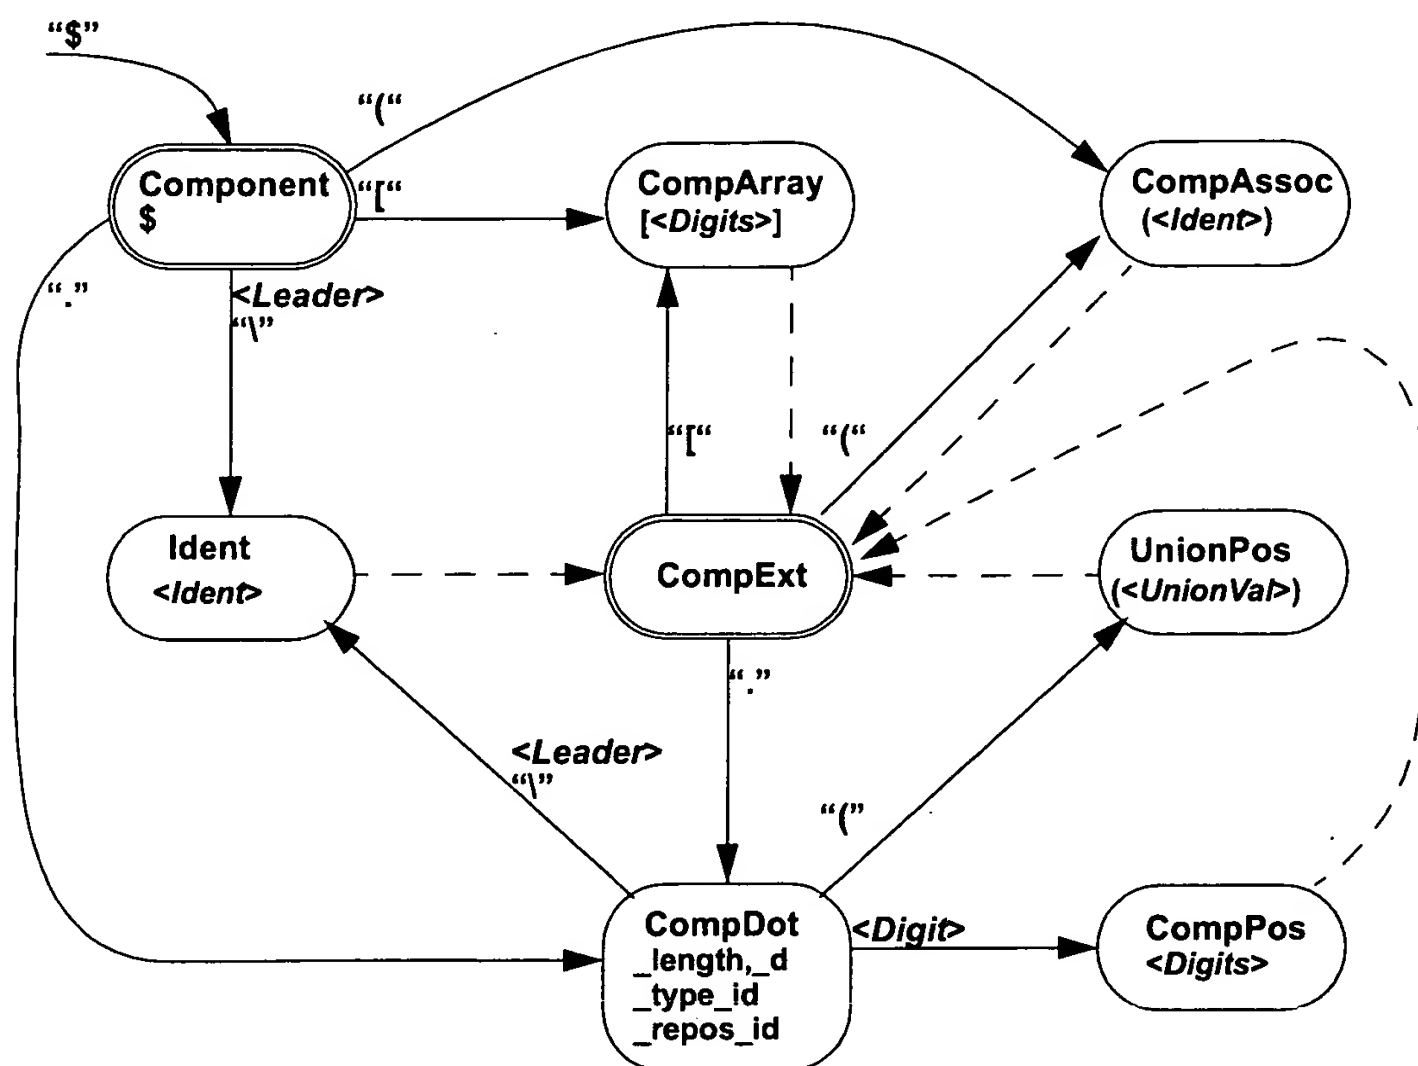 “$”
“(“
Component
$
“[“
CompArray
[<Digits>]
CompAssoc
(<Ident>)
“.”
<Leader>
“\”
“[“
“(“
Ident
<Ident>
CompExt
UnionPos
(<UnionVal>)
“.”
<Leader>
“\”
“(”
CompDot
_length,_d
_type_id
_repos_id
<Digit>
CompPos
<Digits>